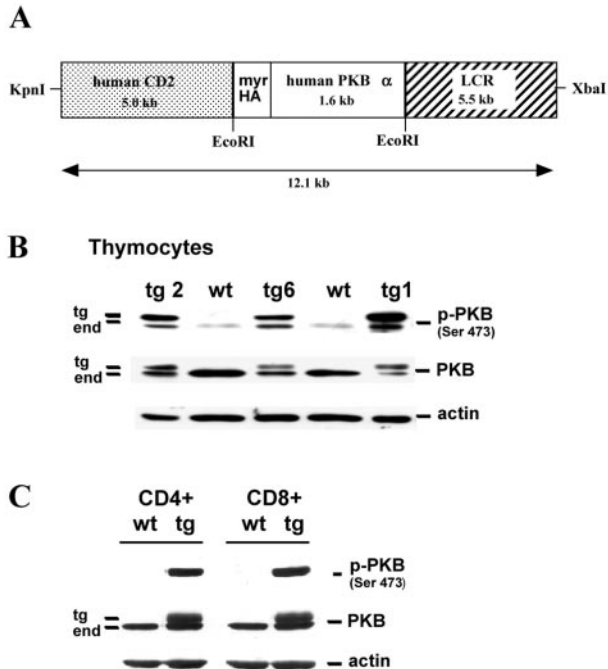 A
KpnI
human CD2
5.0 kb
myr
HA
human PKB α
1.6 kb
LCR
5.5 kb
XbaI
EcoRI
EcoRI
12.1 kb
B
Thymocytes
tg 2 wt tg6 wt tg1
tg
end
p-PKB
(Ser 473)
tg
end
PKB
actin
C
CD4+ CD8+
wt tg wt tg
p-PKB
(Ser 473)
tg
end
PKB
actin